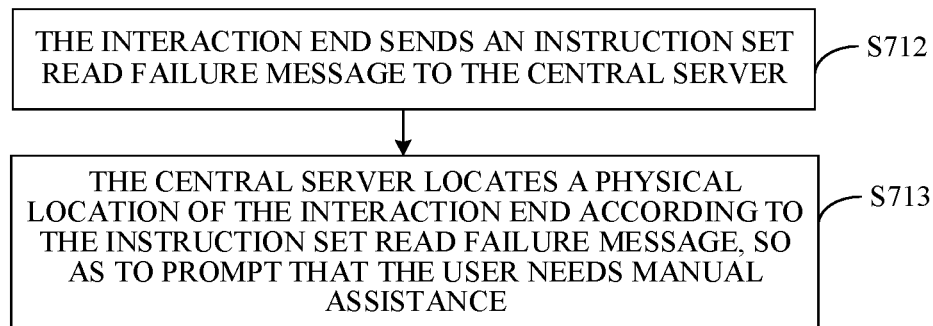 THE INTERACTION END SENDS AN INSTRUCTION SET
READ FAILURE MESSAGE TO THE CENTRAL SERVER
S712
THE CENTRAL SERVER LOCATES A PHYSICAL
LOCATION OF THE INTERACTION END ACCORDING TO
THE INSTRUCTION SET READ FAILURE MESSAGE, SO
AS TO PROMPT THAT THE USER NEEDS MANUAL
ASSISTANCE
S713